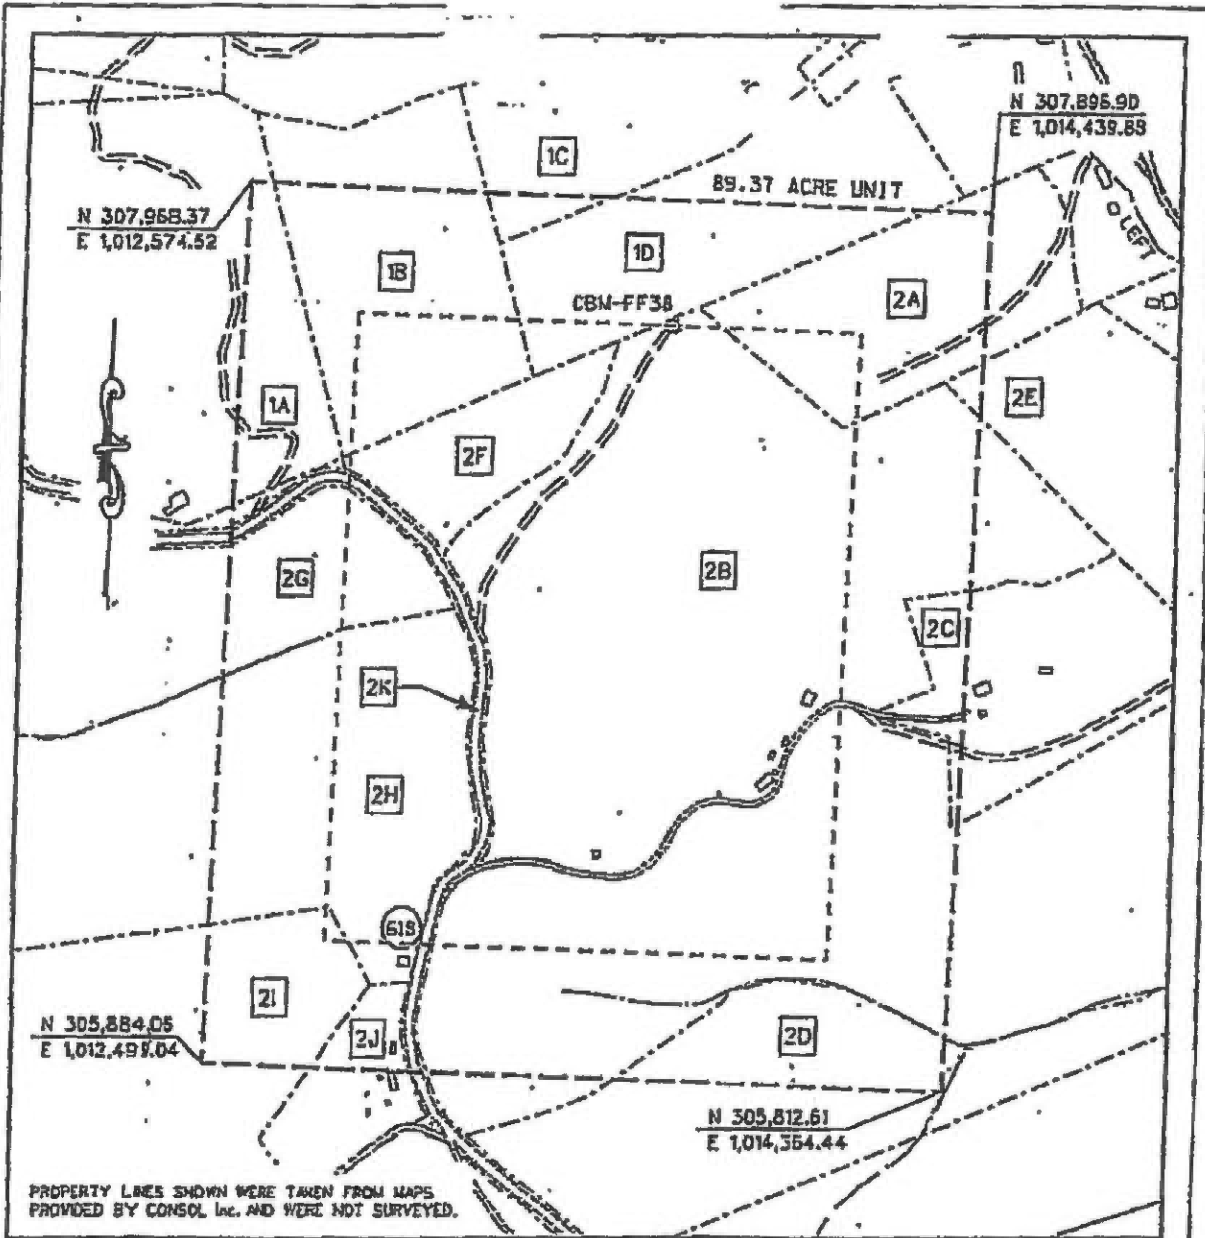 N 307,896.90
E 1,014,439.88
1C
89.37 ACRE UNIT
N 307,968.37
E 1,012,574.52
LEFT
1B
1D
2A
CBM-FF38
1A
2E
2F
2G
2B
2C
2K
2H
618
2I
N 305,884.05
E 1,012,499.04
2J
2D
N 305,812.61
E 1,014,364.44
PROPERTY LINES SHOWN WERE TAKEN FROM MAPS
PROVIDED BY CONSOL Inc. AND WERE NOT SURVEYED.